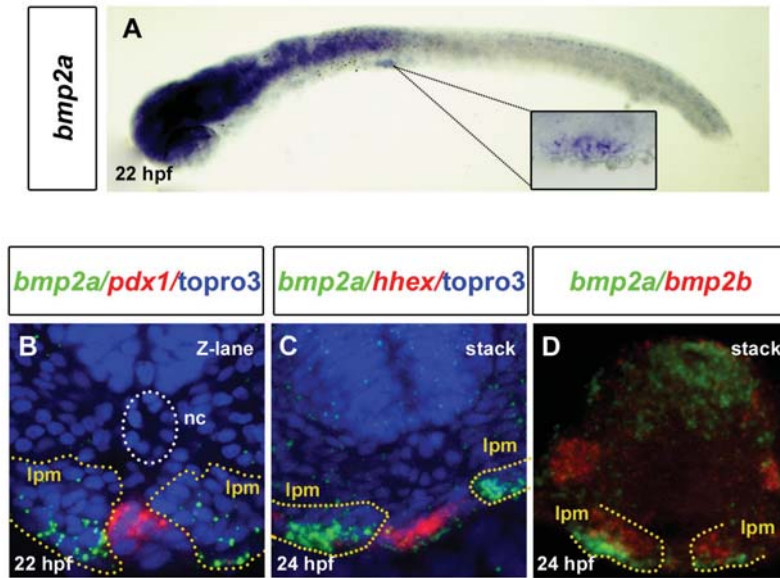 bmp2a
A
22 hpf
bmp2a/pdx1/topro3
bmp2a/hhex/topro3
bmp2a/bmp2b
B
Z-lane
nc
lpm
lpm
22 hpf
C
stack
lpm
lpm
24 hpf
D
stack
lpm
lpm
24 hpf